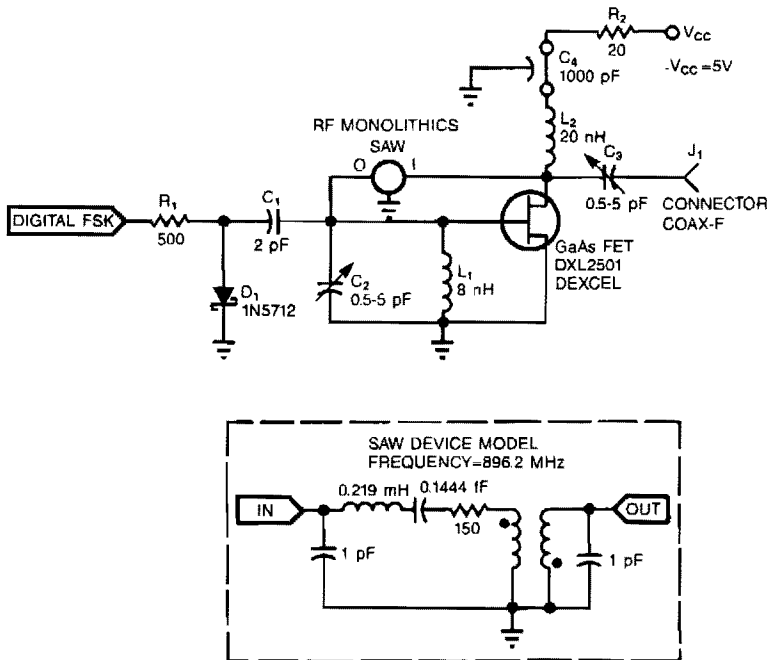 R2
20
VCC
-VCC=5V
C4
1000 pF
L2
20 nH
RF MONOLITHICS
SAW
O
I
C3
0.5-5 pF
J1
CONNECTOR
COAX-F
DIGITAL FSK
R1
500
C1
2 pF
D1
1N5712
C2
0.5-5 pF
L1
8 nH
GaAs FET
DXL2501
DEXCEL
SAW DEVICE MODEL
FREQUENCY=896.2 MHz
IN
0.219 mH
0.1444 fF
150
OUT
1 pF
1 pF